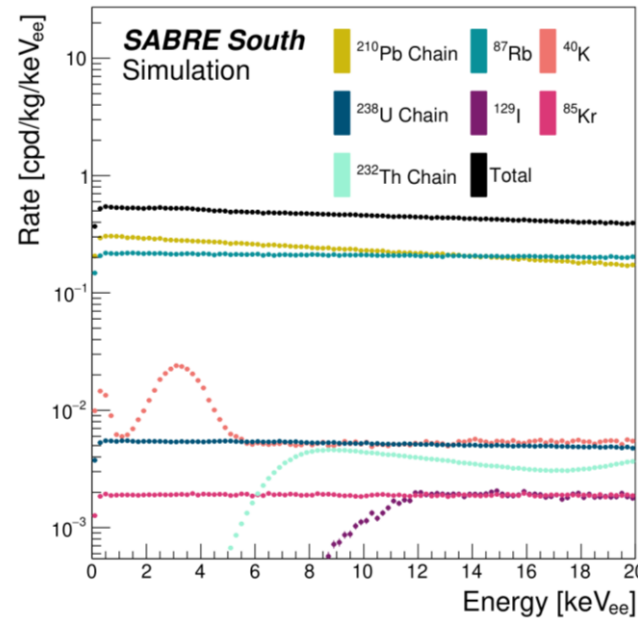 SABRE South
Simulation
²¹⁰Pb Chain
⁸⁷Rb
⁴⁰K
²³⁸U Chain
¹²⁹I
⁸⁵Kr
²³²Th Chain
Total
Rate [cpd/kg/keVₑₑ]
10
1
10⁻¹
10⁻²
10⁻³
0 2 4 6 8 10 12 14 16 18 20
Energy [keVₑₑ]